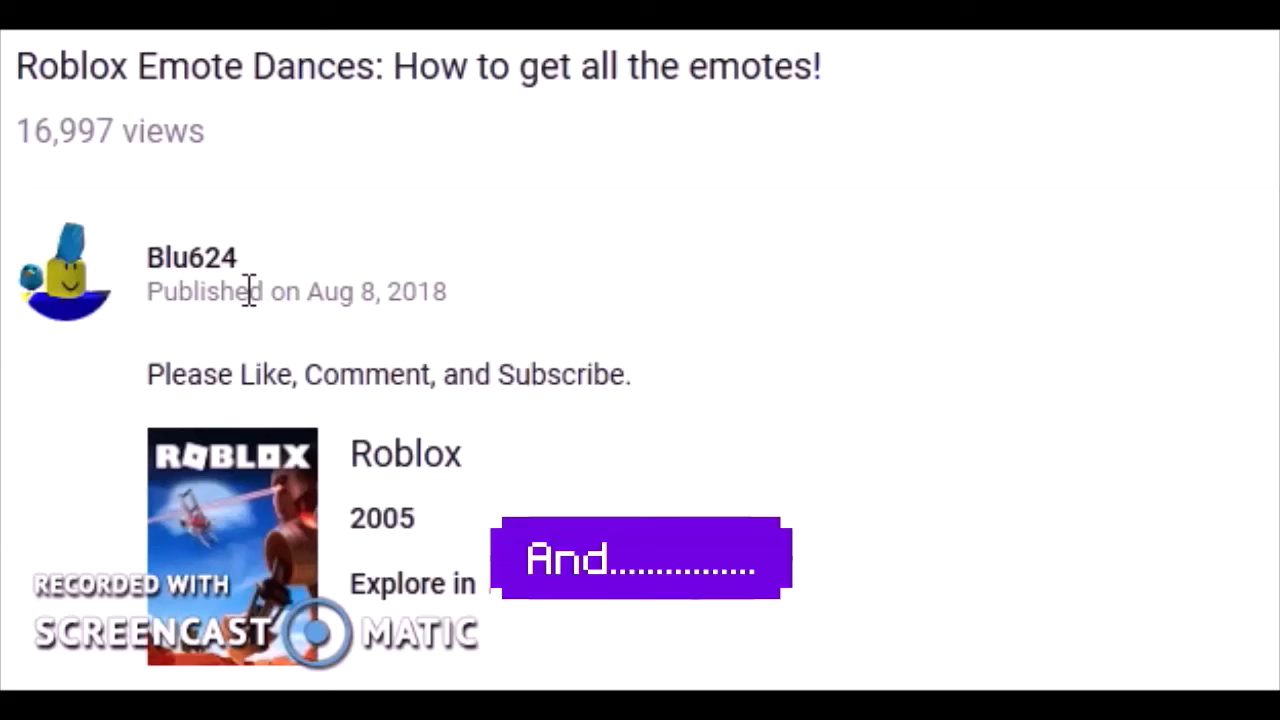 Roblox Emote Dances: How to get all the emotes!
16,997 views
Blu624
Published on Aug 8, 2018
Please Like, Comment, and Subscribe.
ROBLOX
Roblox
2005
Explore in
And...............
RECORDED WITH
SCREENCAST MATIC